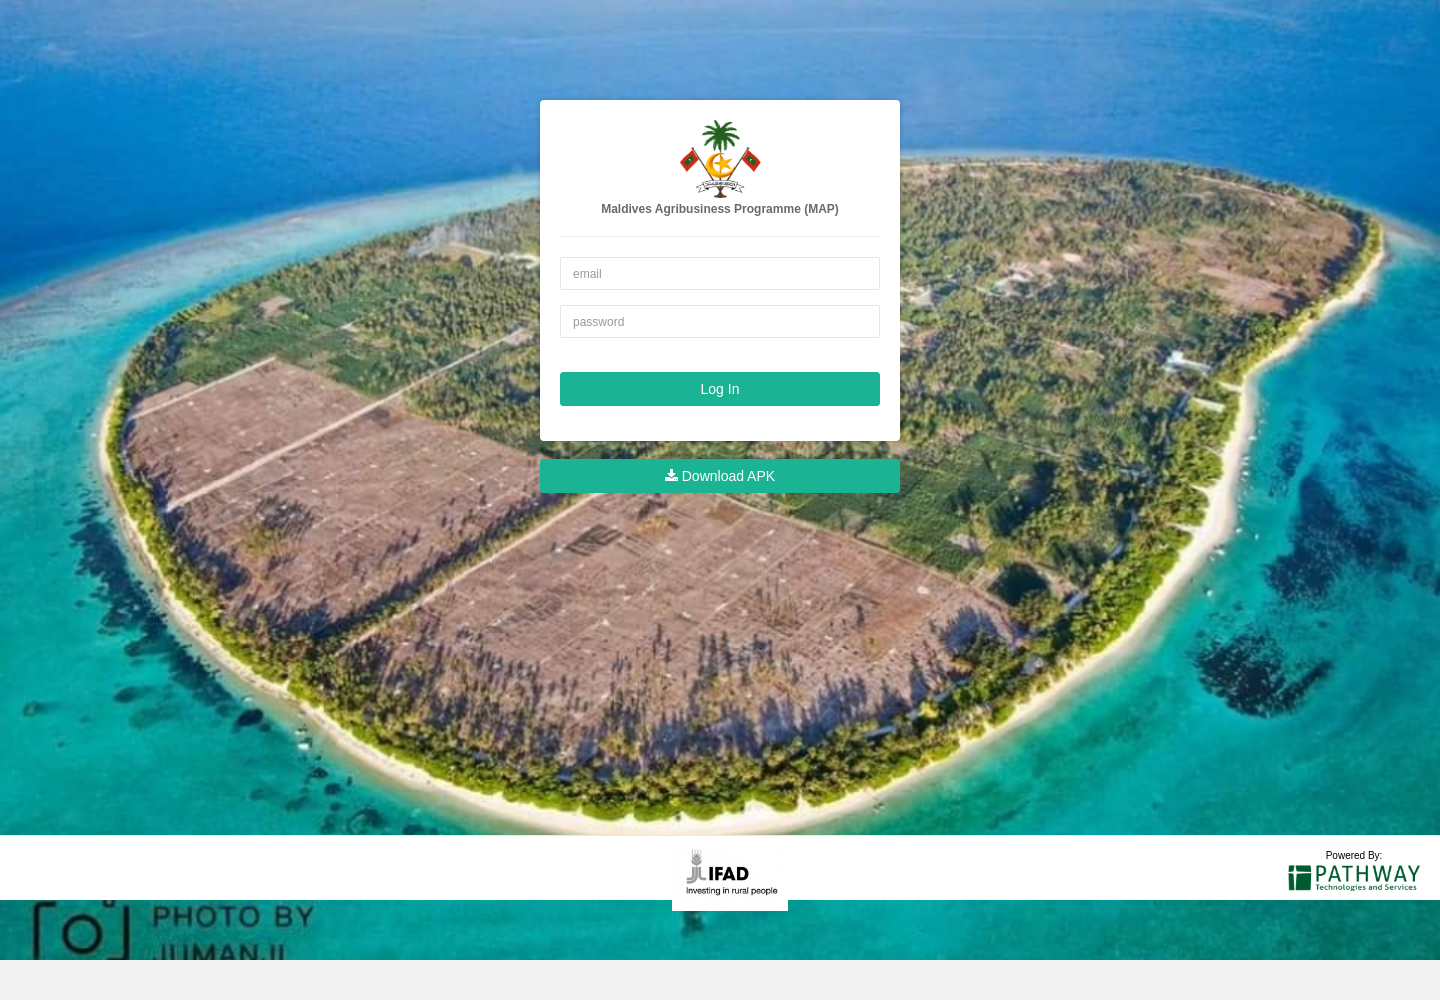 Maldives Agribusiness Programme (MAP)
email
password
Log In
Download APK
IFAD
Investing in rural people
Powered By:
PATHWAY
Technologies and Services
PHOTO BY
JUMANJI